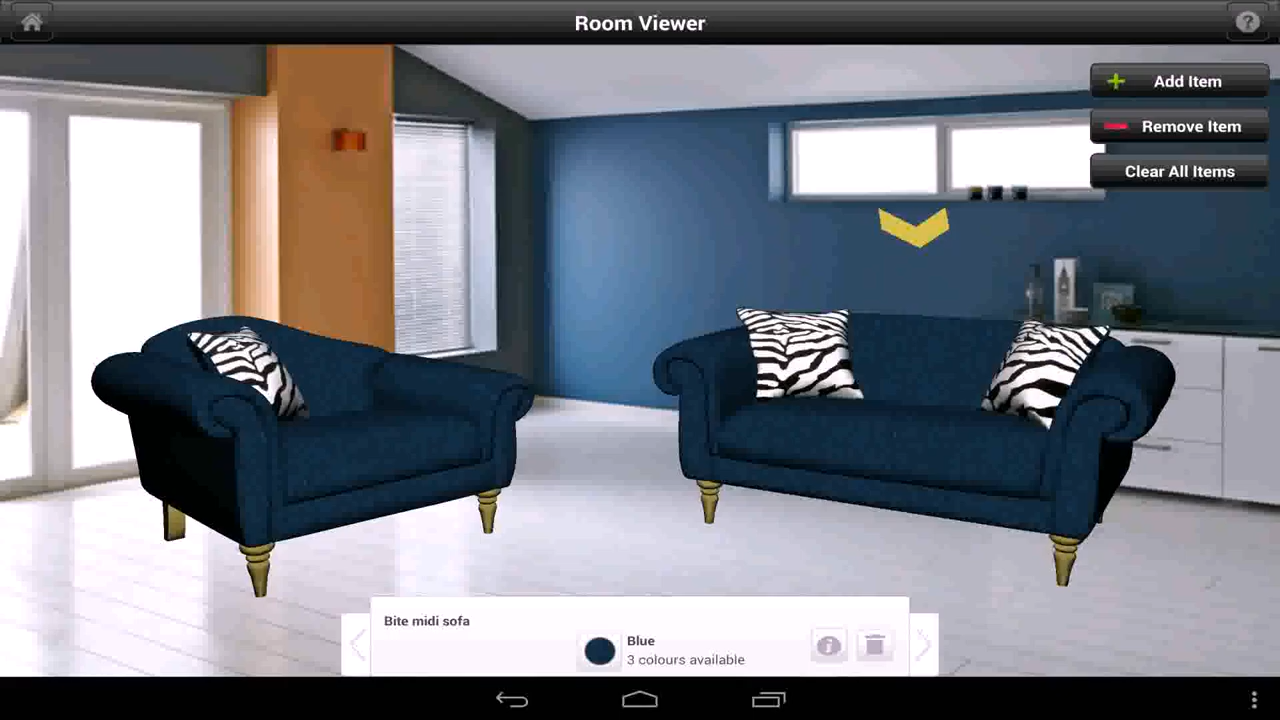 Room Viewer
Add Item
Remove Item
Clear All Items
Bite midi sofa
Blue
3 colours available